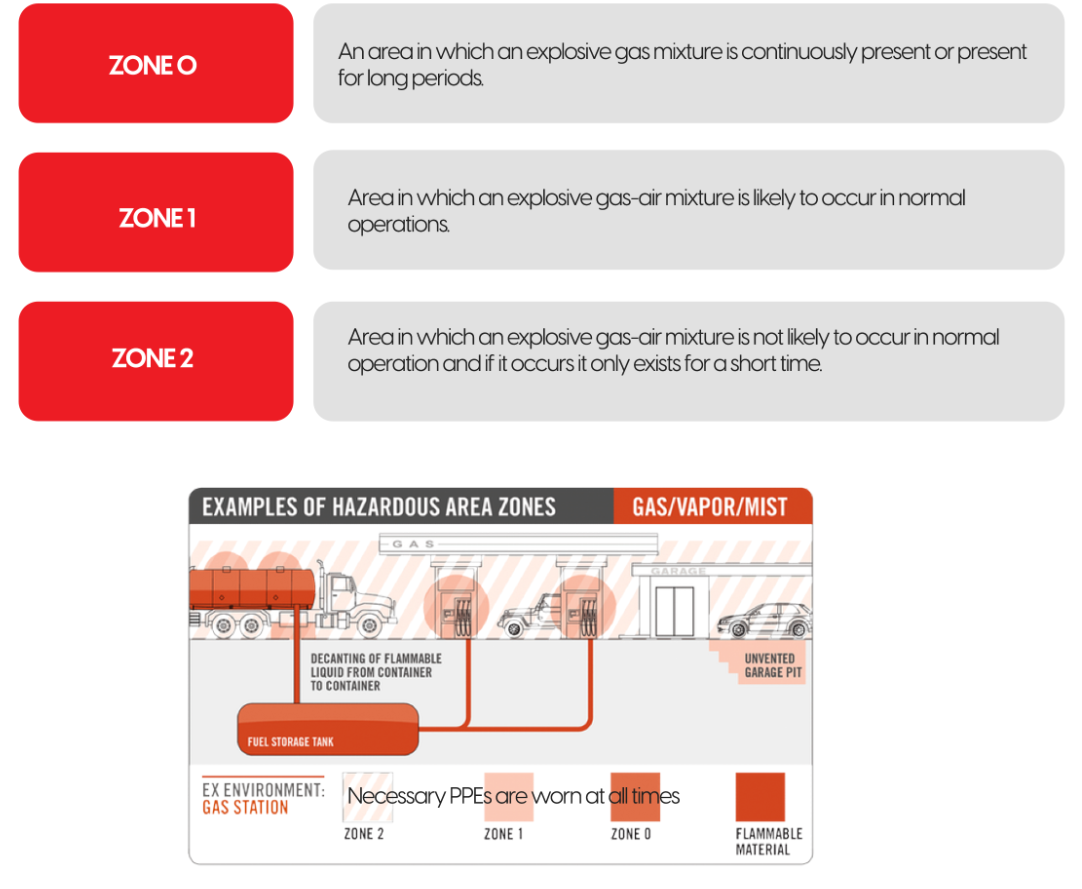 ZONE 0
An area in which an explosive gas mixture is continuously present or present
for long periods.
ZONE 1
Area in which an explosive gas-air mixture is likely to occur in normal
operations.
ZONE 2
Area in which an explosive gas-air mixture is not likely to occur in normal
operation and if it occurs it only exists for a short time.
EXAMPLES OF HAZARDOUS AREA ZONES
GAS/VAPOR/MIST
GAS
GARAGE
DECANTING OF FLAMMABLE
LIQUID FROM CONTAINER
TO CONTAINER
UNVENTED
GARAGE PIT
FUEL STORAGE TANK
EX ENVIRONMENT:
GAS STATION
Necessary PPEs are worn at all times
ZONE 2
ZONE 1
ZONE 0
FLAMMABLE
MATERIAL